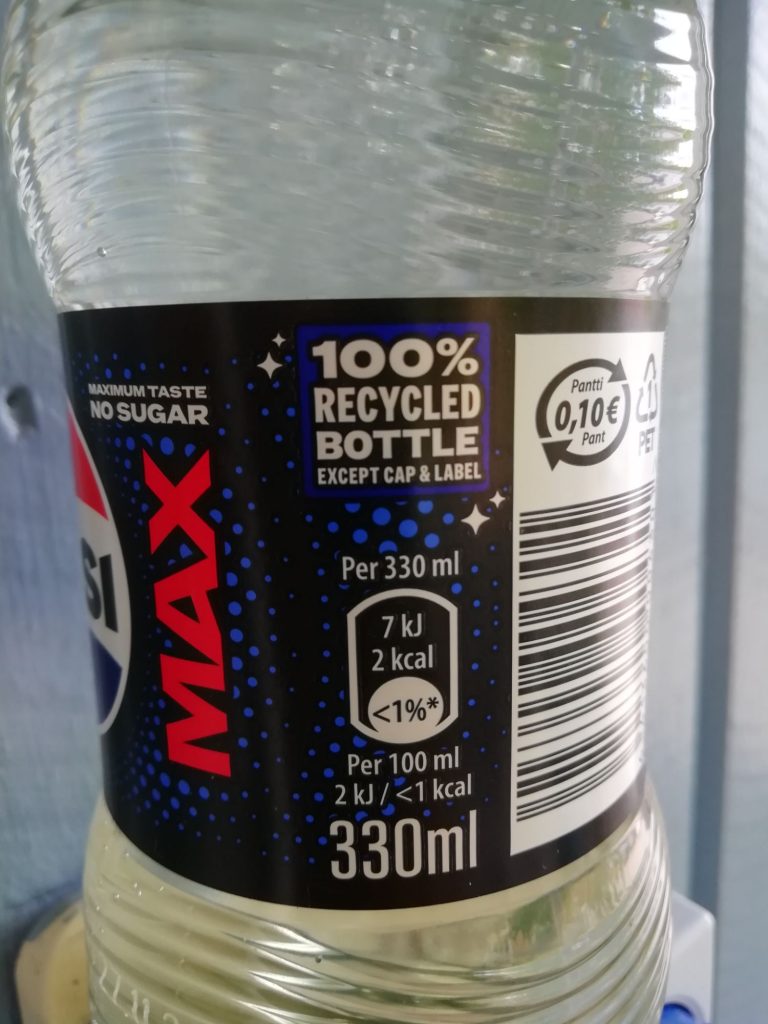 MAXIMUM TASTE
NO SUGAR
SI
MAX
100%
RECYCLED
BOTTLE
EXCEPT CAP & LABEL
Per 330 ml
7 kJ
2 kcal
<1%*
Per 100 ml
2 kJ / <1 kcal
330ml
Pantti
0,10€
Pant
1
PET